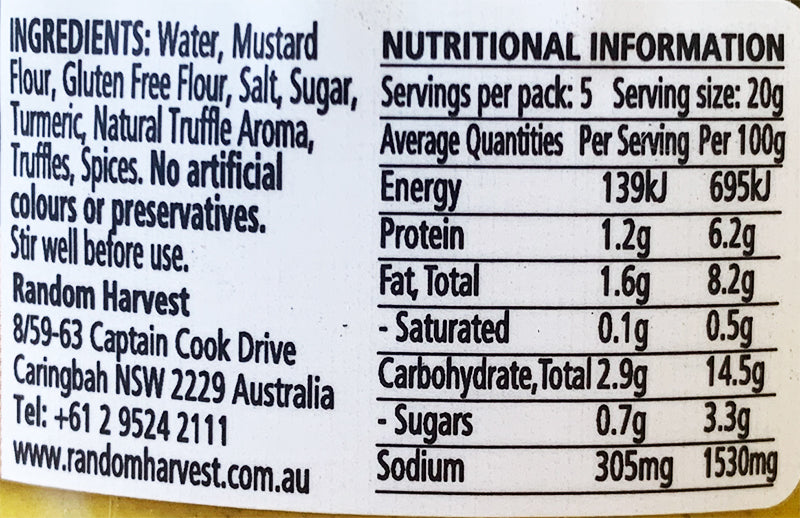 INGREDIENTS: Water, Mustard
Flour, Gluten Free Flour, Salt, Sugar,
Turmeric, Natural Truffle Aroma,
Truffles, Spices. No artificial
colours or preservatives.
Stir well before use.
Random Harvest
8/59-63 Captain Cook Drive
Caringbah NSW 2229 Australia
Tel: +61 2 9524 2111
www.randomharvest.com.au
NUTRITIONAL INFORMATION
Servings per pack: 5 Serving size: 20g
Average Quantities Per Serving Per 100g
Energy 139kJ 695kJ
Protein 1.2g 6.2g
Fat, Total 1.6g 8.2g
- Saturated 0.1g 0.5g
Carbohydrate, Total 2.9g 14.5g
- Sugars 0.7g 3.3g
Sodium 305mg 1530mg